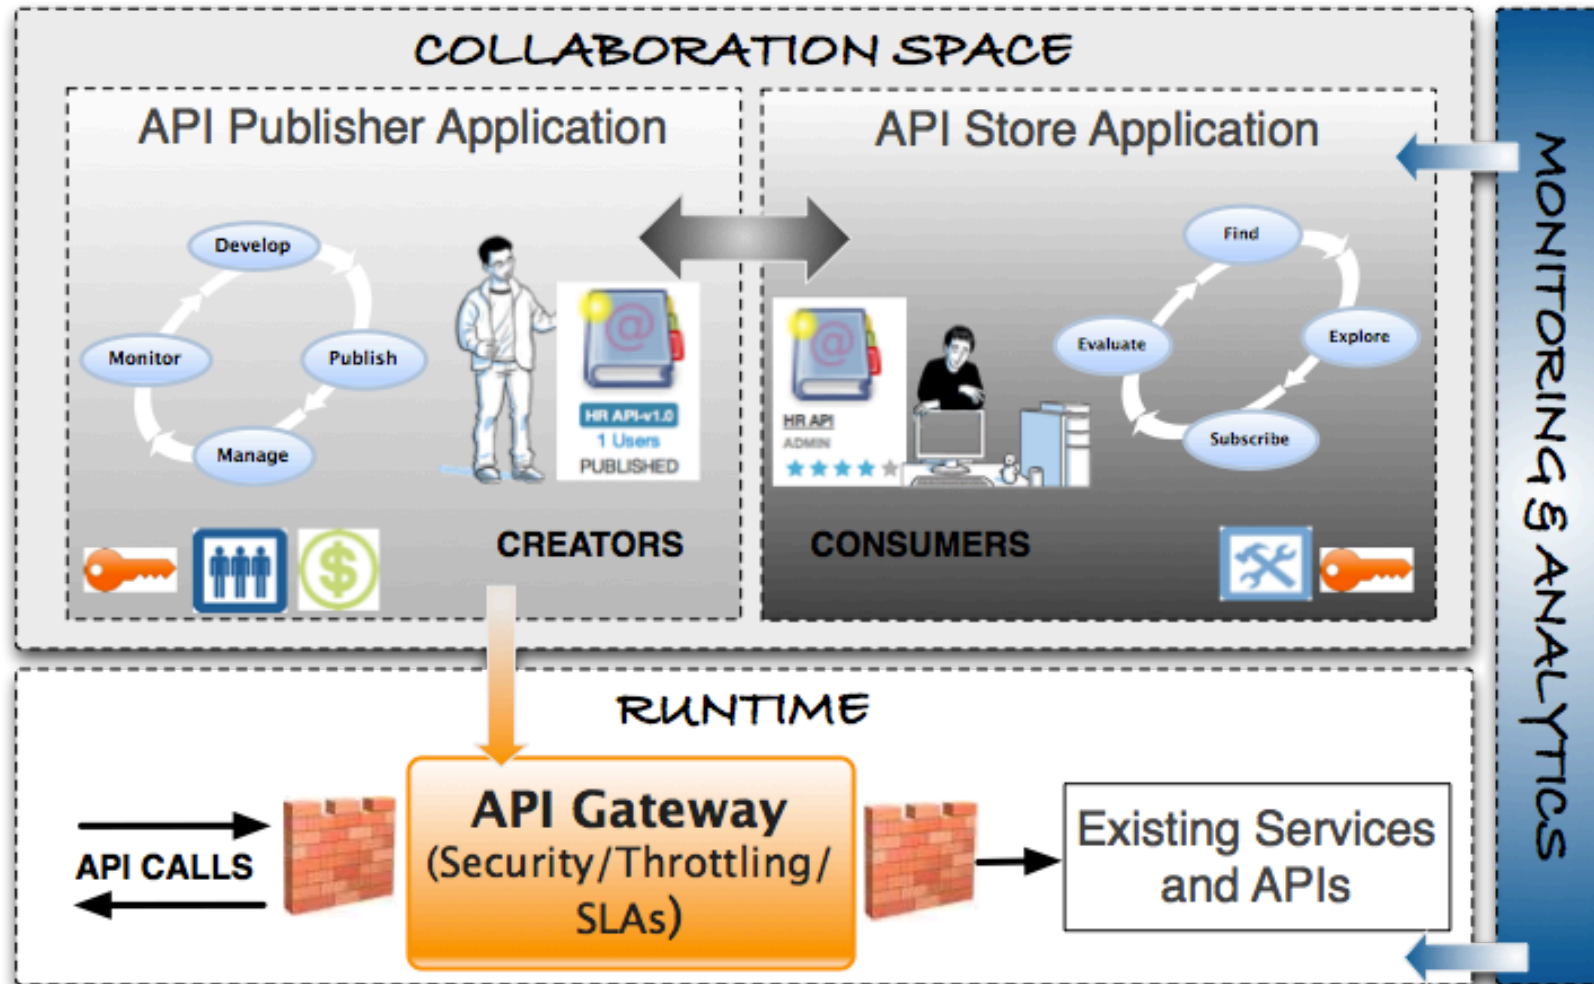 COLLABORATION SPACE
API Publisher Application
Develop
Monitor
Publish
Manage
@
HR API-v1.0
1 Users
PUBLISHED
CREATORS
$
API Store Application
@
HR API
ADMIN
Find
Evaluate
Explore
Subscribe
CONSUMERS
RUNTIME
API CALLS
API Gateway
(Security/Throttling/
SLAs)
Existing Services
and APIs
MONITORING & ANALYTICS